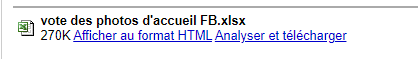 vote des photos d'accueil FB.xlsx
270K Afficher au format HTML Analyser et télécharger